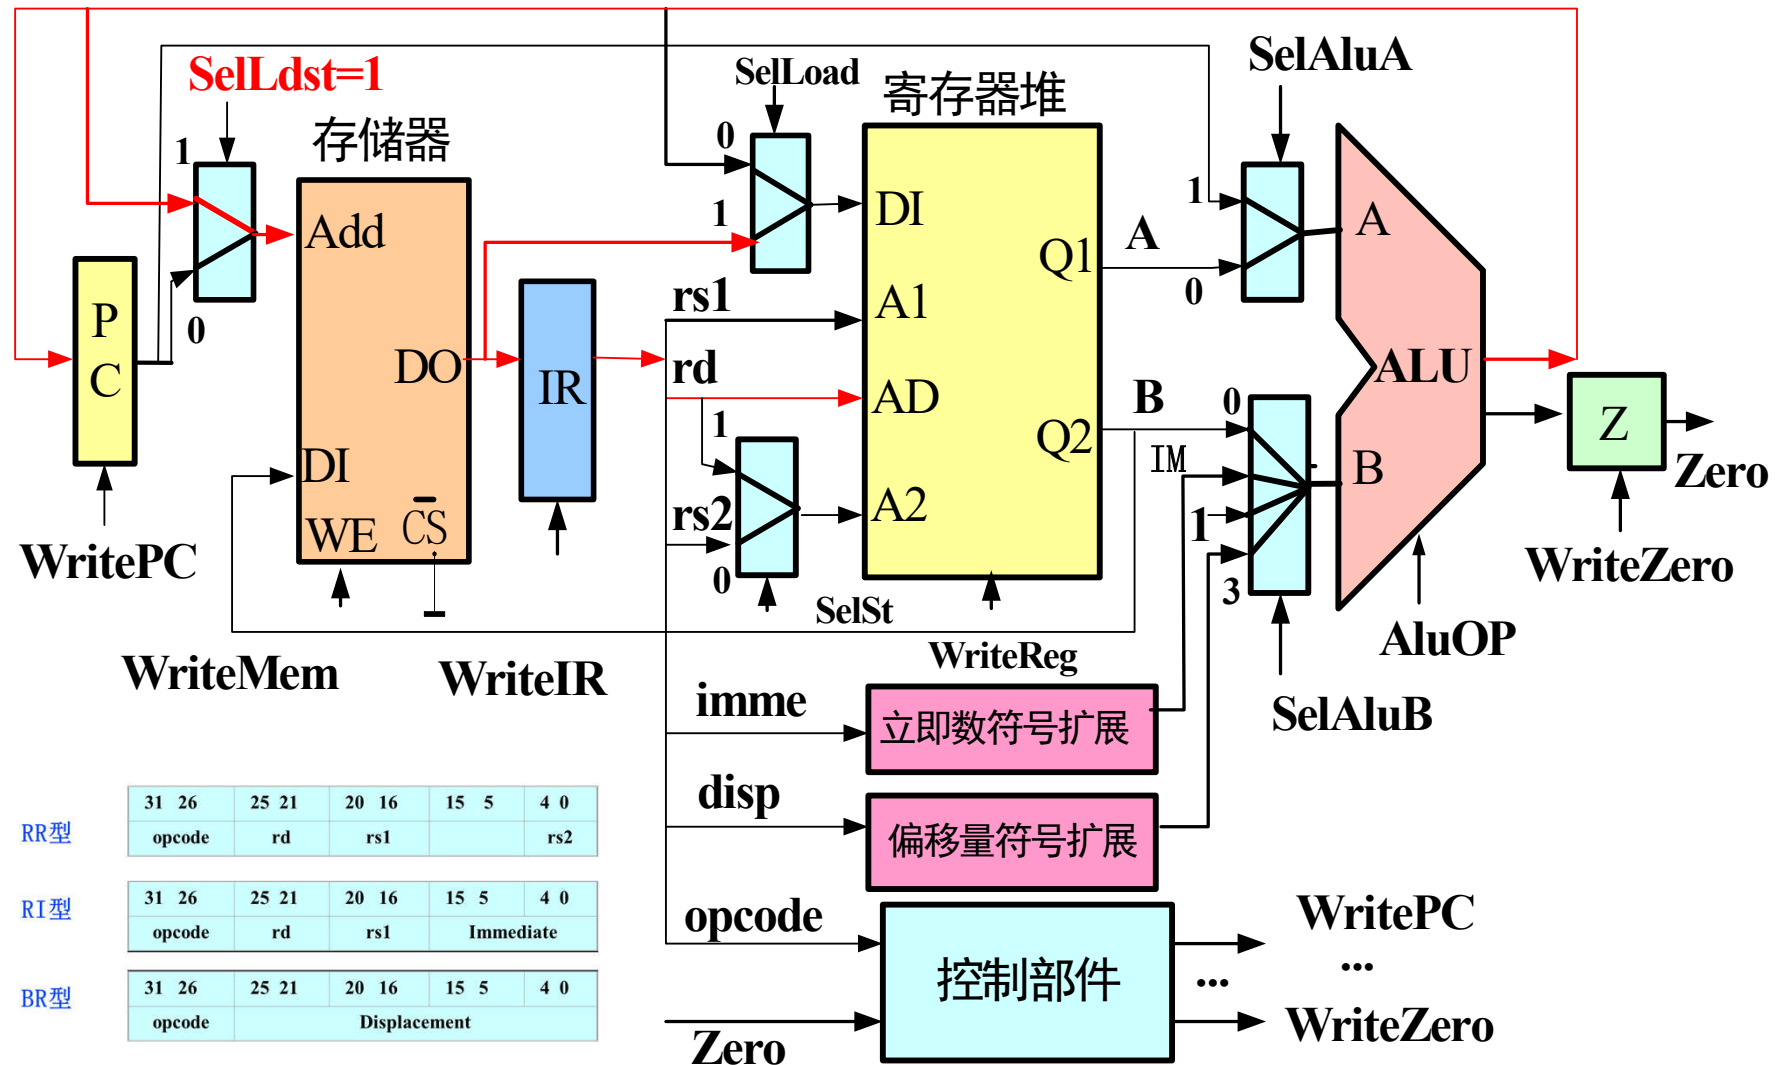 SelLdst=1
存储器
SelLoad
寄存器堆
SelAluA
1
0
Add
DO
DI
WE
CS
P
C
WritePC
WriteMem
IR
WriteIR
0
1
rs1
rd
1
rs2
0
SelSt
DI
A1
AD
A2
Q1
Q2
WriteReg
A
B
1
0
0
IM
1
3
SelAluB
A
B
ALU
AluOP
Z
Zero
WriteZero
imme
立即数符号扩展
disp
偏移量符号扩展
opcode
控制部件
Zero
WritePC
...
...
WriteZero
RR型
31 26 25 21 20 16 15 5 4 0
opcode rd rs1 rs2
RI型
31 26 25 21 20 16 15 5 4 0
opcode rd rs1 Immediate
BR型
31 26 25 21 20 16 15 5 4 0
opcode Displacement